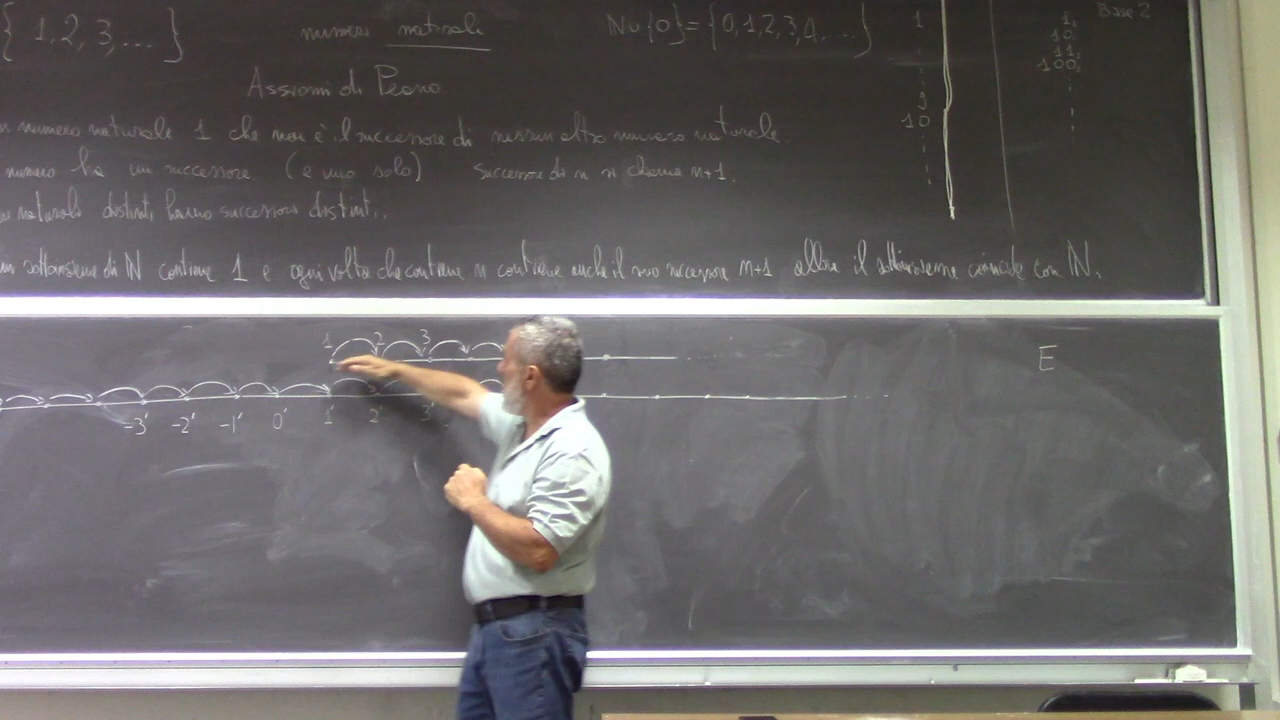 {1,2,3,...} numeri naturali N∪{0}={0,1,2,3,4,...}
1
9
10
1,
10,
11,
100,
Base 2
Assiomi di Peano
numero naturale 1 che non è il successore di nessun altro numero naturale.
numero ha un successore (e uno solo) successore di n si chiama n+1.
naturali distinti hanno successori distinti.
un sottoinsieme di N contiene 1 e ogni volta che contiene n contiene anche il suo successore n+1 allora il sottoinsieme coincide con N.
1 2 3
E
-3' -2' -1' 0' 1' 2' 3'